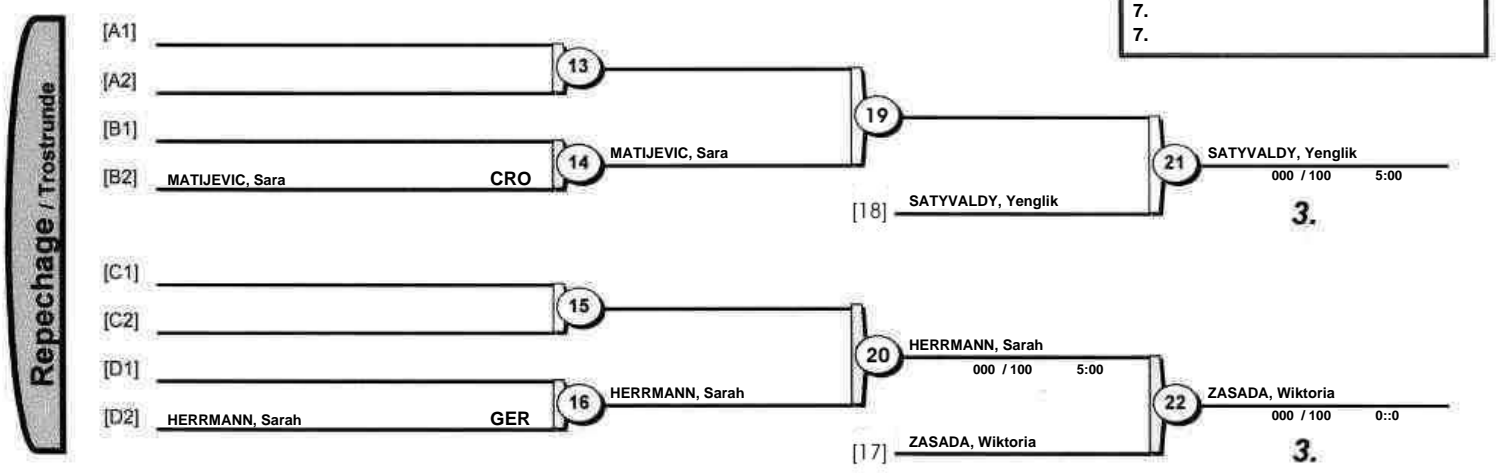 7.
7.
Repechage / Trostrunde
[A1]
13
[A2]
19
[B1]
MATIJEVIC, Sara
14
21
SATYVALDY, Yenglik
[B2] MATIJEVIC, Sara CRO
000 / 100 5:00
[18] SATYVALDY, Yenglik
3.
[C1]
15
[C2]
HERRMANN, Sarah
20
000 / 100 5:00
[D1]
HERRMANN, Sarah
16
22
ZASADA, Wiktoria
[D2] HERRMANN, Sarah GER
000 / 100 0::0
[17] ZASADA, Wiktoria
3.